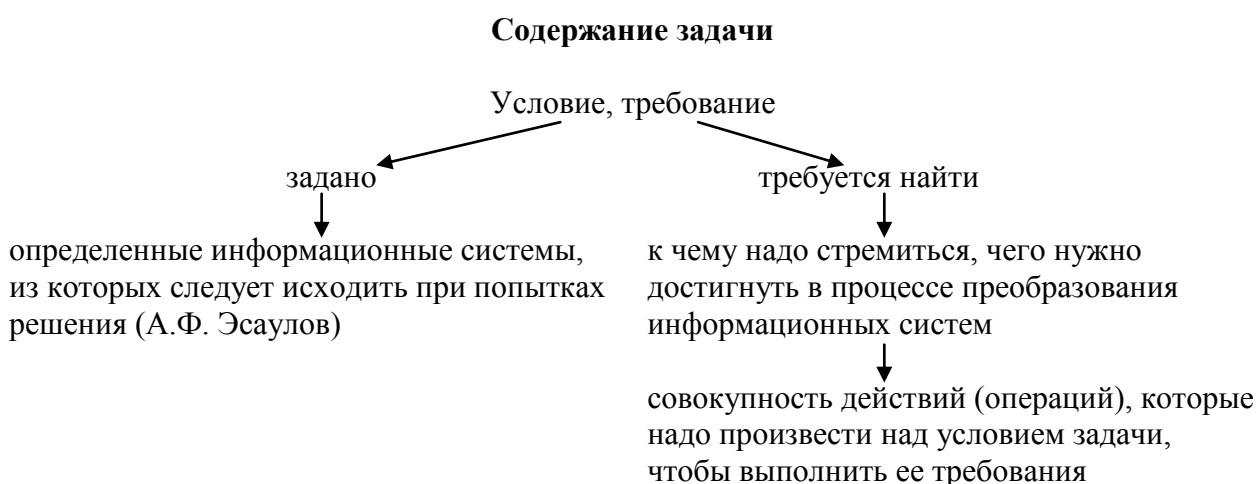 Содержание задачи
Условие, требование
задано
требуется найти
определенные информационные системы,
из которых следует исходить при попытках
решения (А.Ф. Эсаулов)
к чему надо стремиться, чего нужно
достигнуть в процессе преобразования
информационных систем
совокупность действий (операций), которые
надо произвести над условием задачи,
чтобы выполнить ее требования